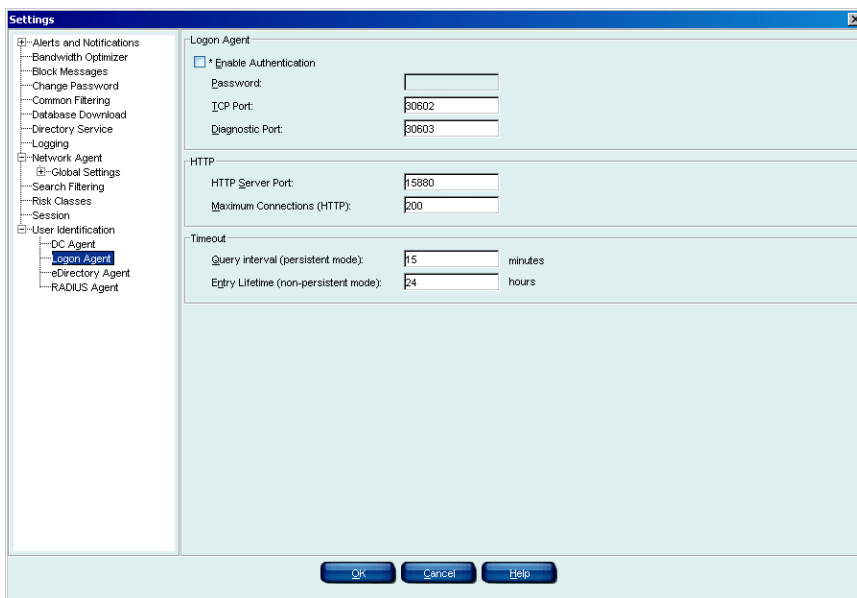 Settings
Alerts and Notifications
Bandwidth Optimizer
Block Messages
Change Password
Common Filtering
Database Download
Directory Service
Logging
Network Agent
Global Settings
Search Filtering
Risk Classes
Session
User Identification
DC Agent
Logon Agent
eDirectory Agent
RADIUS Agent
Logon Agent
* Enable Authentication
Password:
TCP Port: 30602
Diagnostic Port: 30603
HTTP
HTTP Server Port: 15880
Maximum Connections (HTTP): 200
Timeout
Query interval (persistent mode): 15 minutes
Entry Lifetime (non-persistent mode): 24 hours
OK Cancel Help